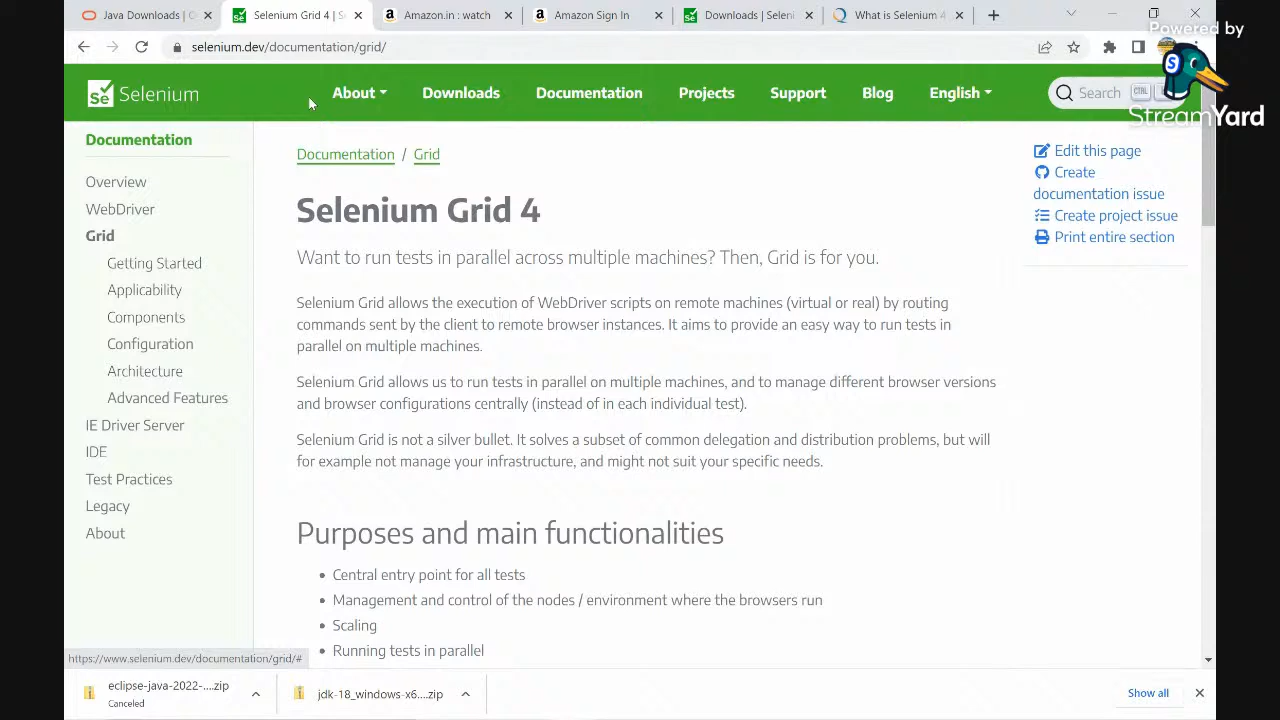 Java Downloads | O
Selenium Grid 4 | S
Amazon.in : watch
Amazon Sign In
Downloads | Seleni
What is Selenium 4
selenium.dev/documentation/grid/
Powered by
StreamYard
Se Selenium
About
Downloads
Documentation
Projects
Support
Blog
English
Search
CTRL
Documentation
Overview
WebDriver
Grid
Getting Started
Applicability
Components
Configuration
Architecture
Advanced Features
IE Driver Server
IDE
Test Practices
Legacy
About
Documentation / Grid
Selenium Grid 4
Want to run tests in parallel across multiple machines? Then, Grid is for you.
Selenium Grid allows the execution of WebDriver scripts on remote machines (virtual or real) by routing
commands sent by the client to remote browser instances. It aims to provide an easy way to run tests in
parallel on multiple machines.
Selenium Grid allows us to run tests in parallel on multiple machines, and to manage different browser versions
and browser configurations centrally (instead of in each individual test).
Selenium Grid is not a silver bullet. It solves a subset of common delegation and distribution problems, but will
for example not manage your infrastructure, and might not suit your specific needs.
Purposes and main functionalities
Central entry point for all tests
Management and control of the nodes / environment where the browsers run
Scaling
Running tests in parallel
Edit this page
Create
documentation issue
Create project issue
Print entire section
https://www.selenium.dev/documentation/grid/#
eclipse-java-2022-....zip
Canceled
jdk-18_windows-x6....zip
Show all